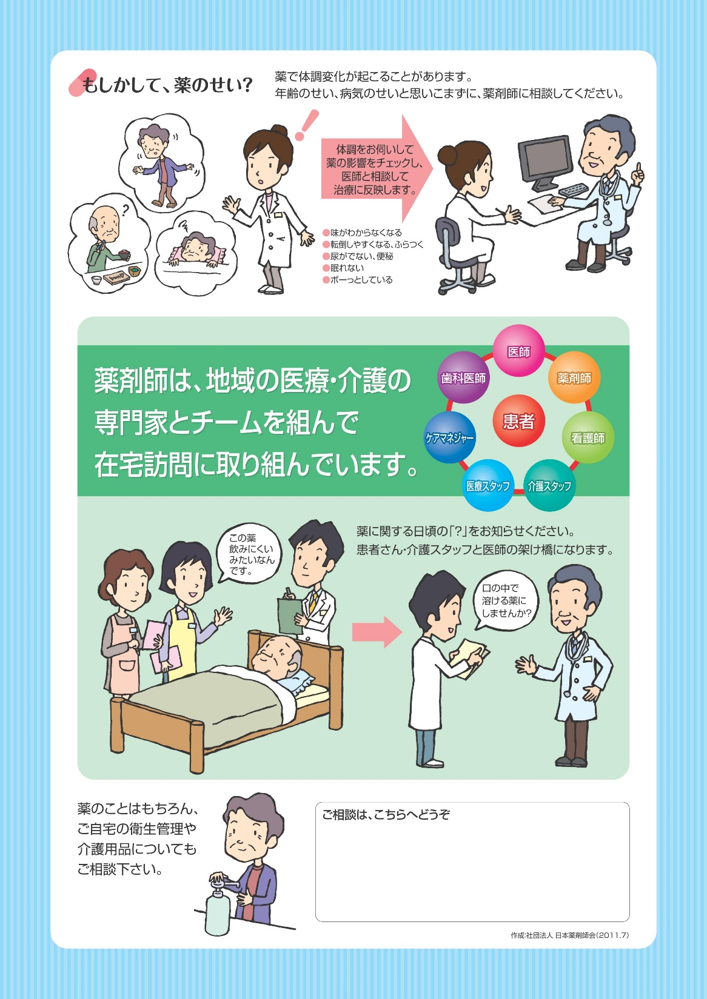 もしかして、薬のせい?
薬で体調変化が起こることがあります。
年齢のせい、病気のせいと思いこまずに、薬剤師に相談してください。
?
体調をお伺いして
薬の影響をチェックし、
医師と相談して
治療に反映します。
●味がわからなくなる
●転倒しやすくなる、ふらつく
●尿がでない、便秘
●眠れない
●ボーっとしている
薬剤師は、地域の医療・介護の
専門家とチームを組んで
在宅訪問に取り組んでいます。
医師
歯科医師
薬剤師
患者
ケアマネジャー
看護師
医療スタッフ
介護スタッフ
薬に関する日頃の「?」をお知らせください。
患者さん・介護スタッフと医師の架け橋になります。
この薬
飲みにくい
みたいなん
です。
口の中で
溶ける薬に
しませんか?
薬のことはもちろん、
ご自宅の衛生管理や
介護用品についても
ご相談下さい。
ご相談は、こちらへどうぞ
作成:社団法人 日本薬剤師会(2011.7)